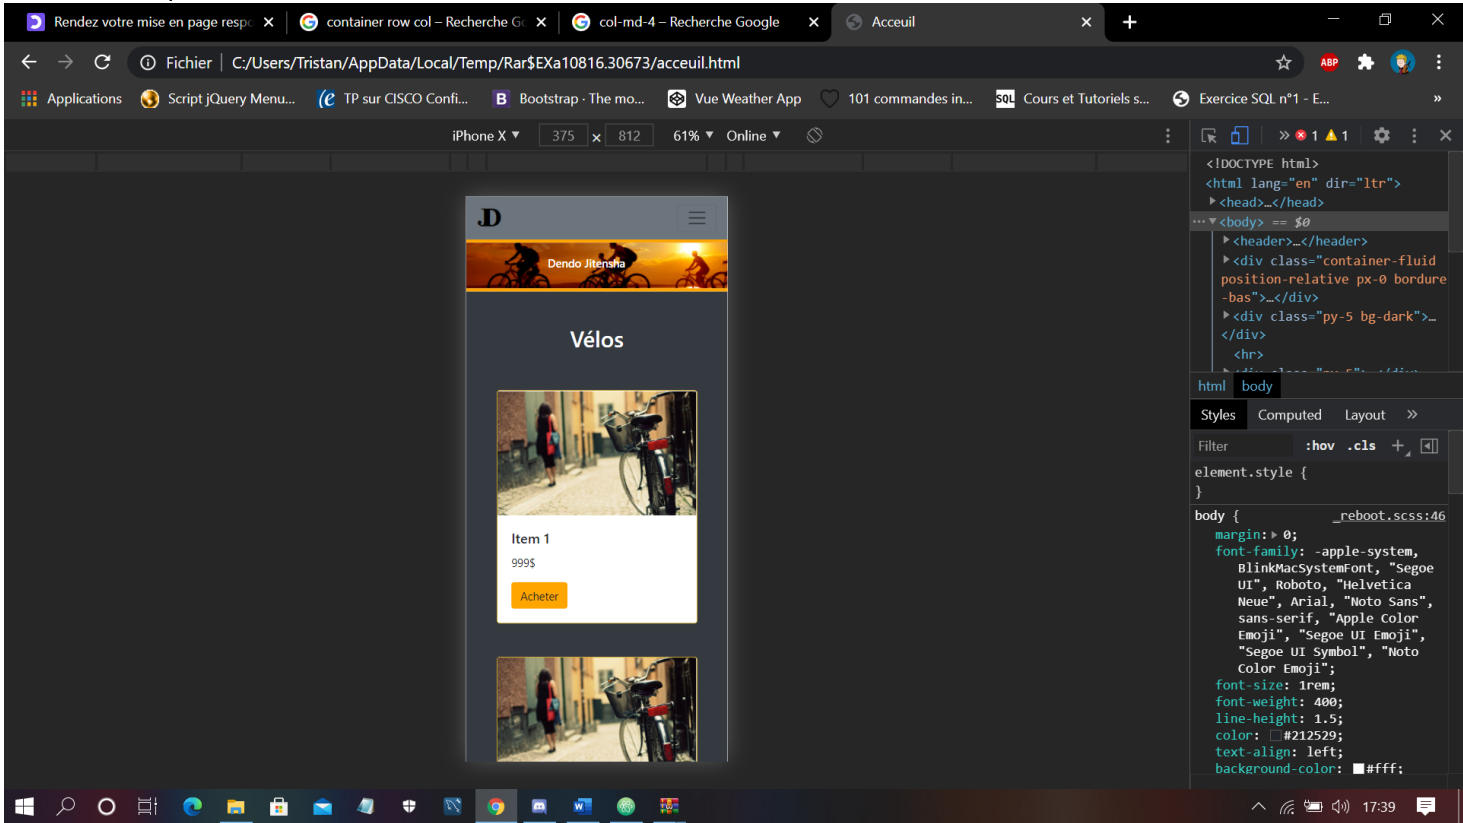 Rendez votre mise en page respo
container row col – Recherche Go
col-md-4 – Recherche Google
Acceuil
Fichier | C:/Users/Tristan/AppData/Local/Temp/Rar$EXa10816.30673/acceuil.html
ABP
Applications
Script jQuery Menu...
TP sur CISCO Confi...
B Bootstrap · The mo...
Vue Weather App
101 commandes in...
SQL Cours et Tutoriels s...
Exercice SQL n°1 - E...
»
iPhone X ▼ 375 x 812 61% ▼ Online ▼
» 1 1
JD
Dendo Jitensha
Vélos
Item 1
999$
Acheter
<!DOCTYPE html>
<html lang="en" dir="ltr">
<head>…</head>
<body> == $0
<header>…</header>
<div class="container-fluid
position-relative px-0 bordure
-bas">…</div>
<div class="py-5 bg-dark">…
</div>
<hr>
html body
Styles Computed Layout »
Filter :hov .cls +
element.style {
}
body { _reboot.scss:46
margin: 0;
font-family: -apple-system,
BlinkMacSystemFont, "Segoe
UI", Roboto, "Helvetica
Neue", Arial, "Noto Sans",
sans-serif, "Apple Color
Emoji", "Segoe UI Emoji",
"Segoe UI Symbol", "Noto
Color Emoji";
font-size: 1rem;
font-weight: 400;
line-height: 1.5;
color: #212529;
text-align: left;
background-color: #fff;
17:39